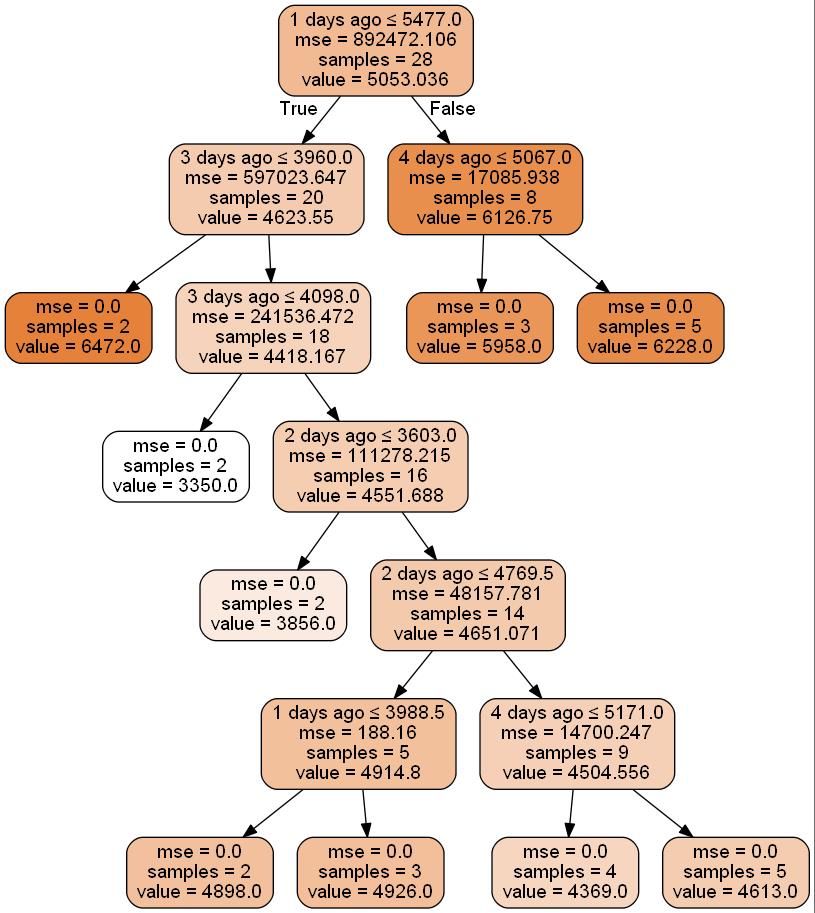 1 days ago ≤ 5477.0
mse = 892472.106
samples = 28
value = 5053.036
True
False
3 days ago ≤ 3960.0
mse = 597023.647
samples = 20
value = 4623.55
4 days ago ≤ 5067.0
mse = 17085.938
samples = 8
value = 6126.75
mse = 0.0
samples = 2
value = 6472.0
3 days ago ≤ 4098.0
mse = 241536.472
samples = 18
value = 4418.167
mse = 0.0
samples = 3
value = 5958.0
mse = 0.0
samples = 5
value = 6228.0
mse = 0.0
samples = 2
value = 3350.0
2 days ago ≤ 3603.0
mse = 111278.215
samples = 16
value = 4551.688
mse = 0.0
samples = 2
value = 3856.0
2 days ago ≤ 4769.5
mse = 48157.781
samples = 14
value = 4651.071
1 days ago ≤ 3988.5
mse = 188.16
samples = 5
value = 4914.8
4 days ago ≤ 5171.0
mse = 14700.247
samples = 9
value = 4504.556
mse = 0.0
samples = 2
value = 4898.0
mse = 0.0
samples = 3
value = 4926.0
mse = 0.0
samples = 4
value = 4369.0
mse = 0.0
samples = 5
value = 4613.0